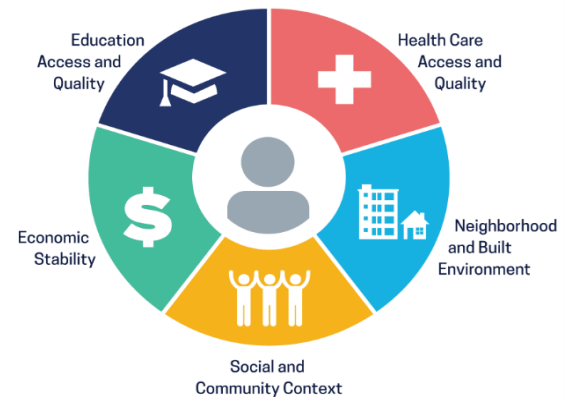 Education
Access and
Quality
Health Care
Access and
Quality
Economic
Stability
Neighborhood
and Built
Environment
Social and
Community Context